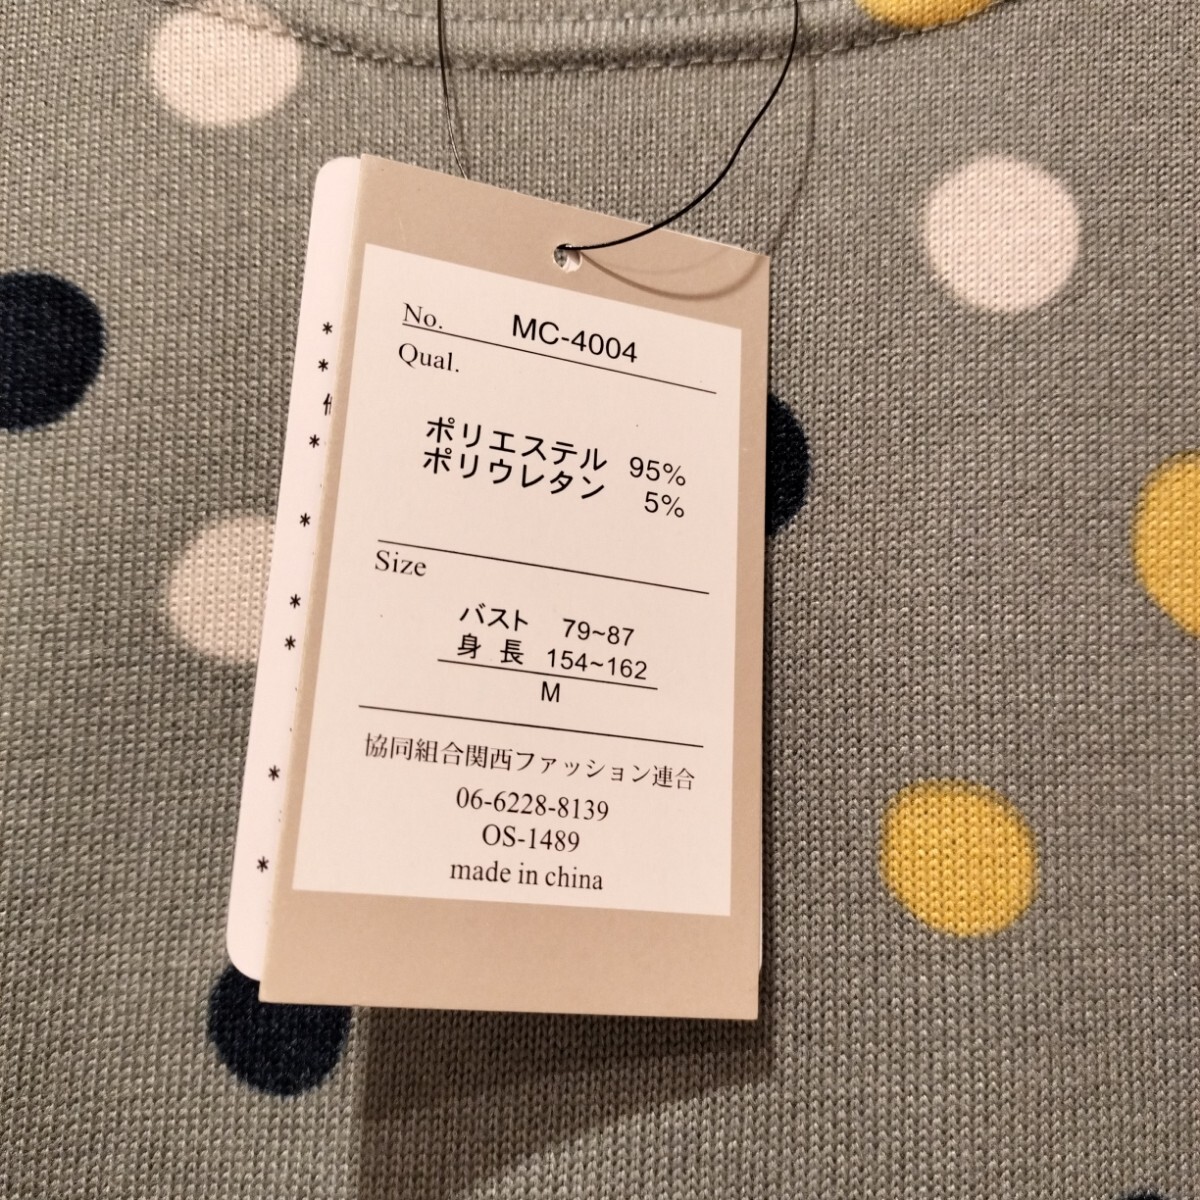 No. MC-4004
Qual.
ポリエステル 95%
ポリウレタン 5%
Size
バスト 79~87
身長 154~162
M
協同組合関西ファッション連合
06-6228-8139
OS-1489
made in china
*
*
*
*
*
*
*
*